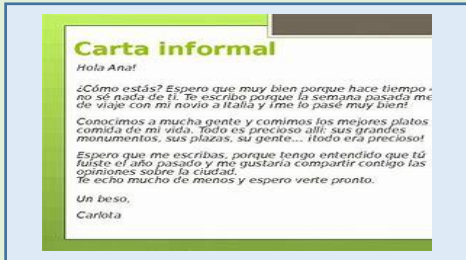 Carta informal
Hola Ana!
¿Cómo estás? Espero que muy bien porque hace tiempo
no sé nada de ti. Te escribo porque la semana pasada me
de viaje con mi novio a Italia y ¡me lo pasé muy bien!
Conocimos a mucha gente y comimos los mejores platos
comida de mi vida. Todo es precioso allí: sus grandes
monumentos, sus plazas, su gente... ¡todo era precioso!
Espero que me escribas, porque tengo entendido que tú
fuiste el año pasado y me gustaría compartir contigo las
opiniones sobre la ciudad.
Te echo mucho de menos y espero verte pronto.
Un beso,
Carlota